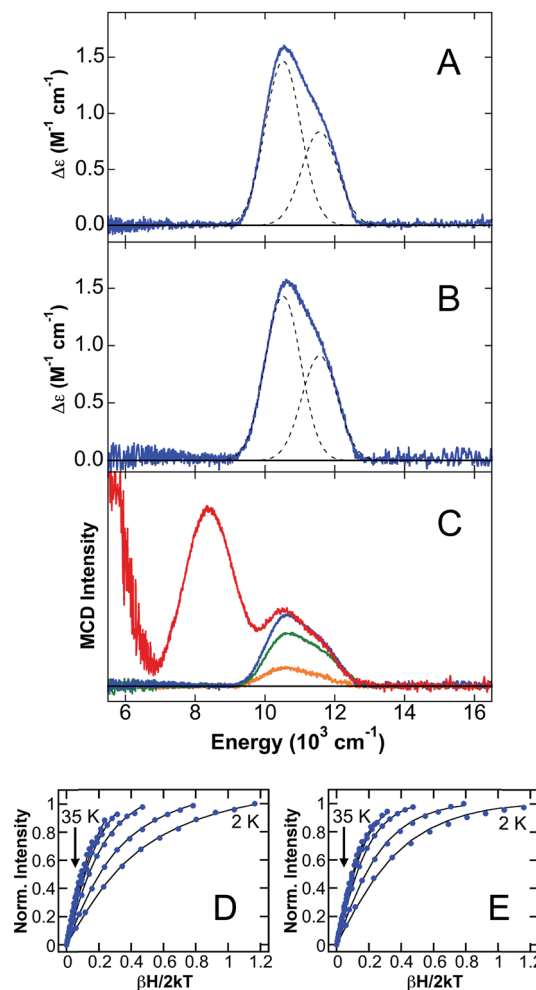 A
1.5
1.0
0.5
0.0
Δε (M⁻¹ cm⁻¹)
B
1.5
1.0
0.5
0.0
Δε (M⁻¹ cm⁻¹)
C
MCD Intensity
6 8 10 12 14 16
Energy (10³ cm⁻¹)
1
0.8
0.6
0.4
0.2
0
Norm. Intensity
35 K
2 K
D
0 0.2 0.4 0.6 0.8 1 1.2
βH/2kT
1
0.8
0.6
0.4
0.2
0
Norm. Intensity
35 K
2 K
E
0 0.2 0.4 0.6 0.8 1 1.2
βH/2kT